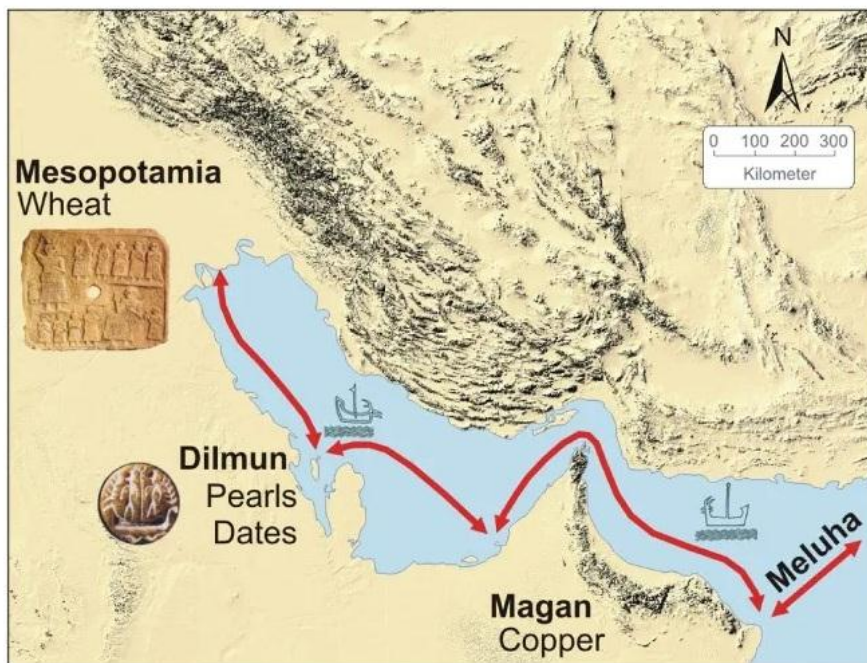 N
0 100 200 300
Kilometer
Mesopotamia
Wheat
Dilmun
Pearls
Dates
Magan
Copper
Meluha